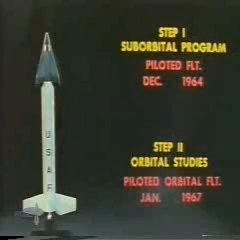 STEP I
SUBORBITAL PROGRAM
PILOTED FLT.
DEC. 1964
STEP II
ORBITAL STUDIES
PILOTED ORBITAL FLT.
JAN. 1967
USAF